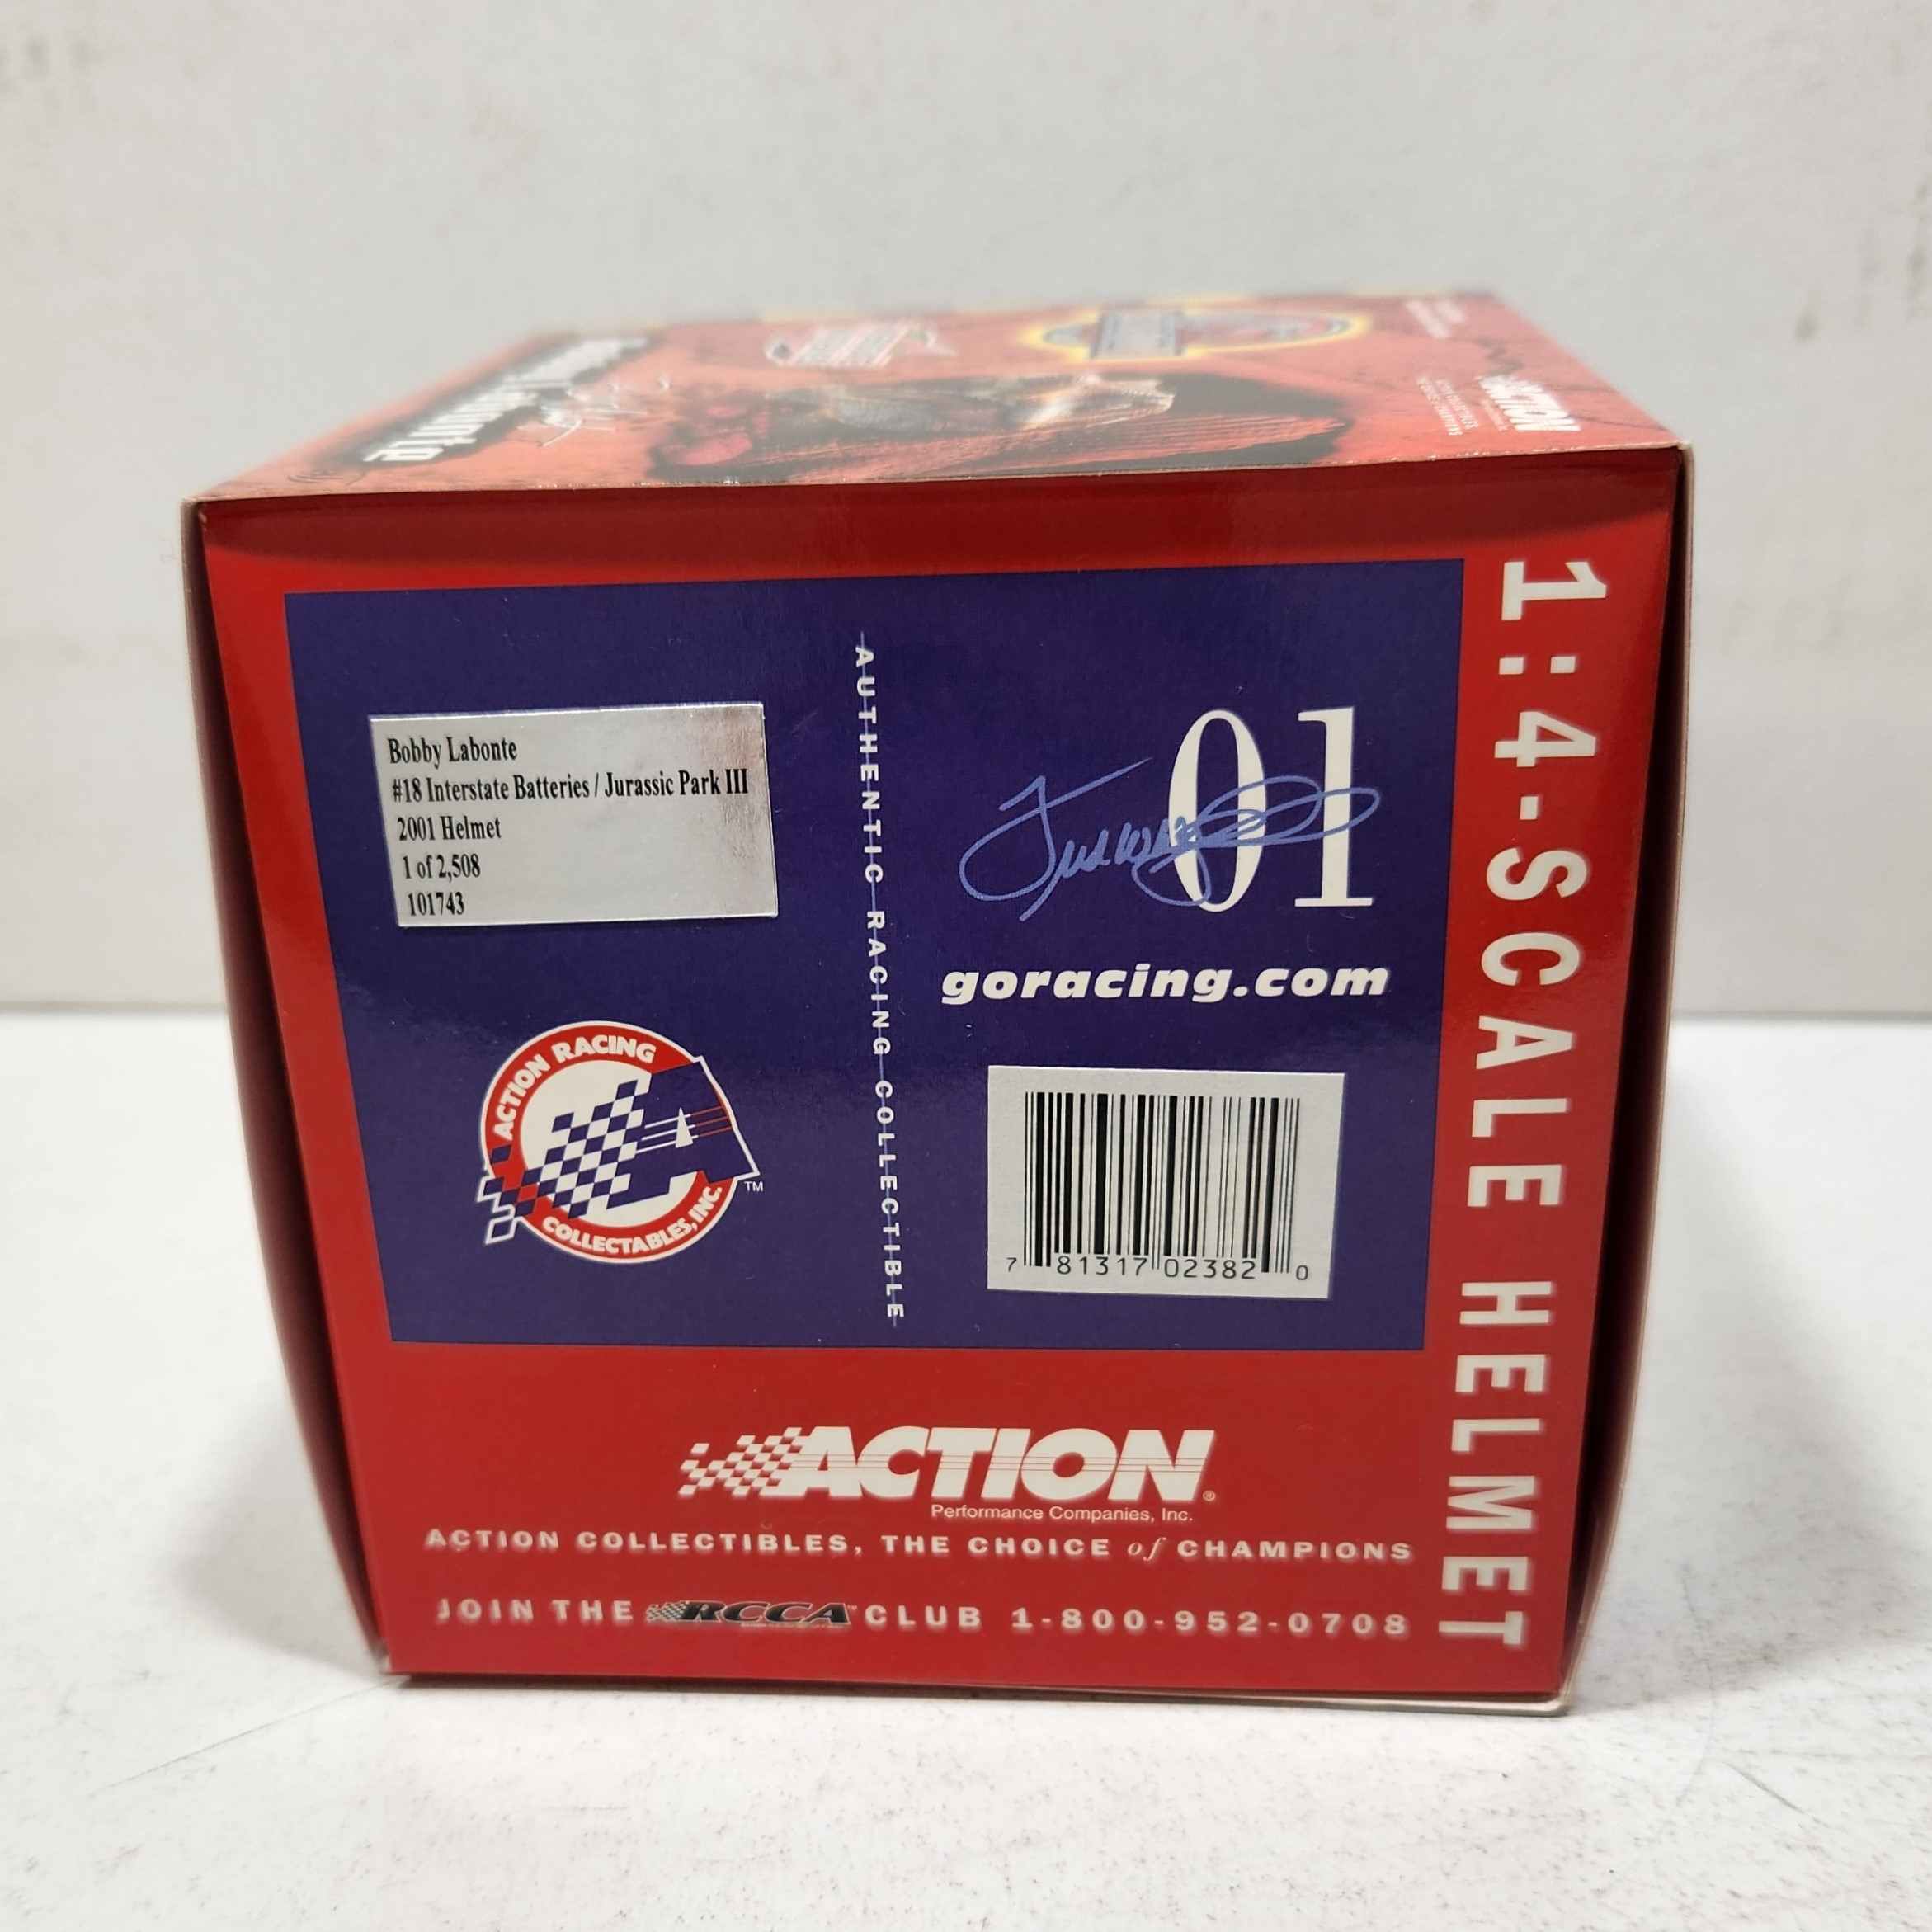 Bobby Labonte
#18 Interstate Batteries / Jurassic Park III
2001 Helmet
1 of 2,508
101743
AUTHENTIC RACING COLLECTIBLE
01
goracing.com
ACTION RACING
COLLECTABLES, INC.
TM
7 81317 02382 0
1:4-SCALE HELMET
ACTION®
Performance Companies, Inc.
ACTION COLLECTIBLES, THE CHOICE of CHAMPIONS
JOIN THE RCCA CLUB 1-800-952-0708
ACTION